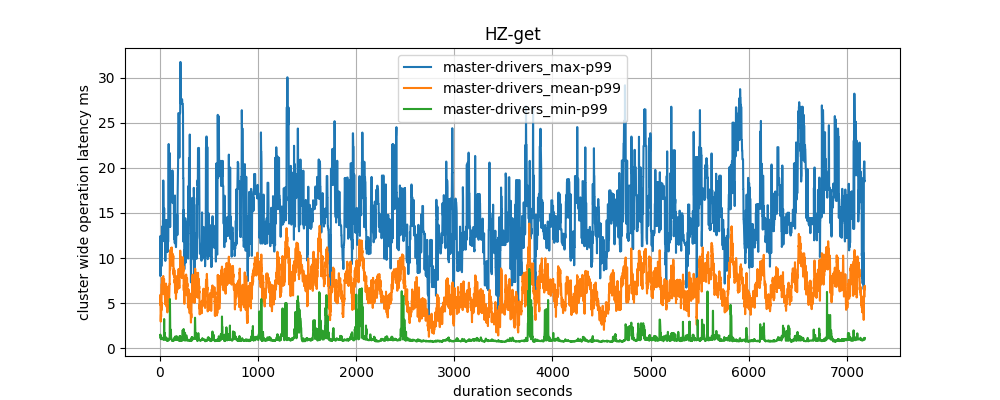 HZ-get
master-drivers_max-p99
master-drivers_mean-p99
master-drivers_min-p99
cluster wide operation latency ms
30
25
20
15
10
5
0
0 1000 2000 3000 4000 5000 6000 7000
duration seconds